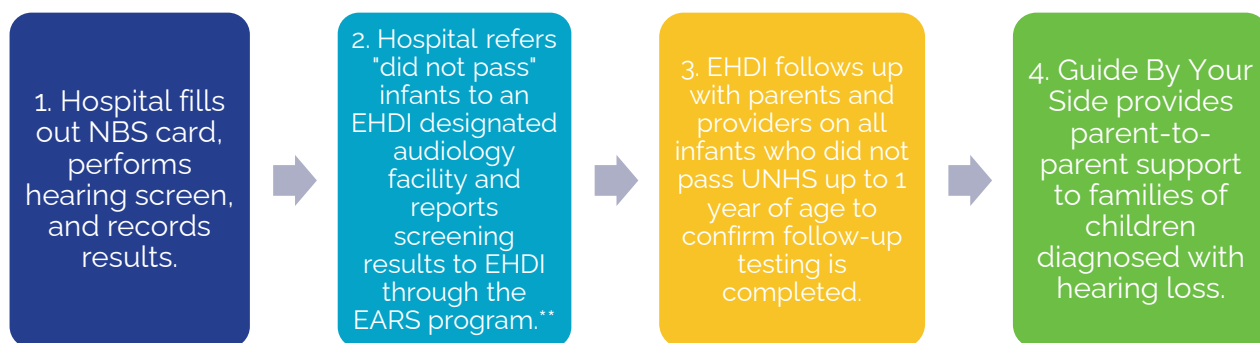 1. Hospital fills
out NBS card,
performs
hearing screen,
and records
results.
2. Hospital refers
"did not pass"
infants to an
EHDI designated
audiology
facility and
reports
screening
results to EHDI
through the
EARS program.**
3. EHDI follows up
with parents and
providers on all
infants who did not
pass UNHS up to 1
year of age to
confirm follow-up
testing is
completed.
4. Guide By Your
Side provides
parent-to-
parent support
to families of
children
diagnosed with
hearing loss.